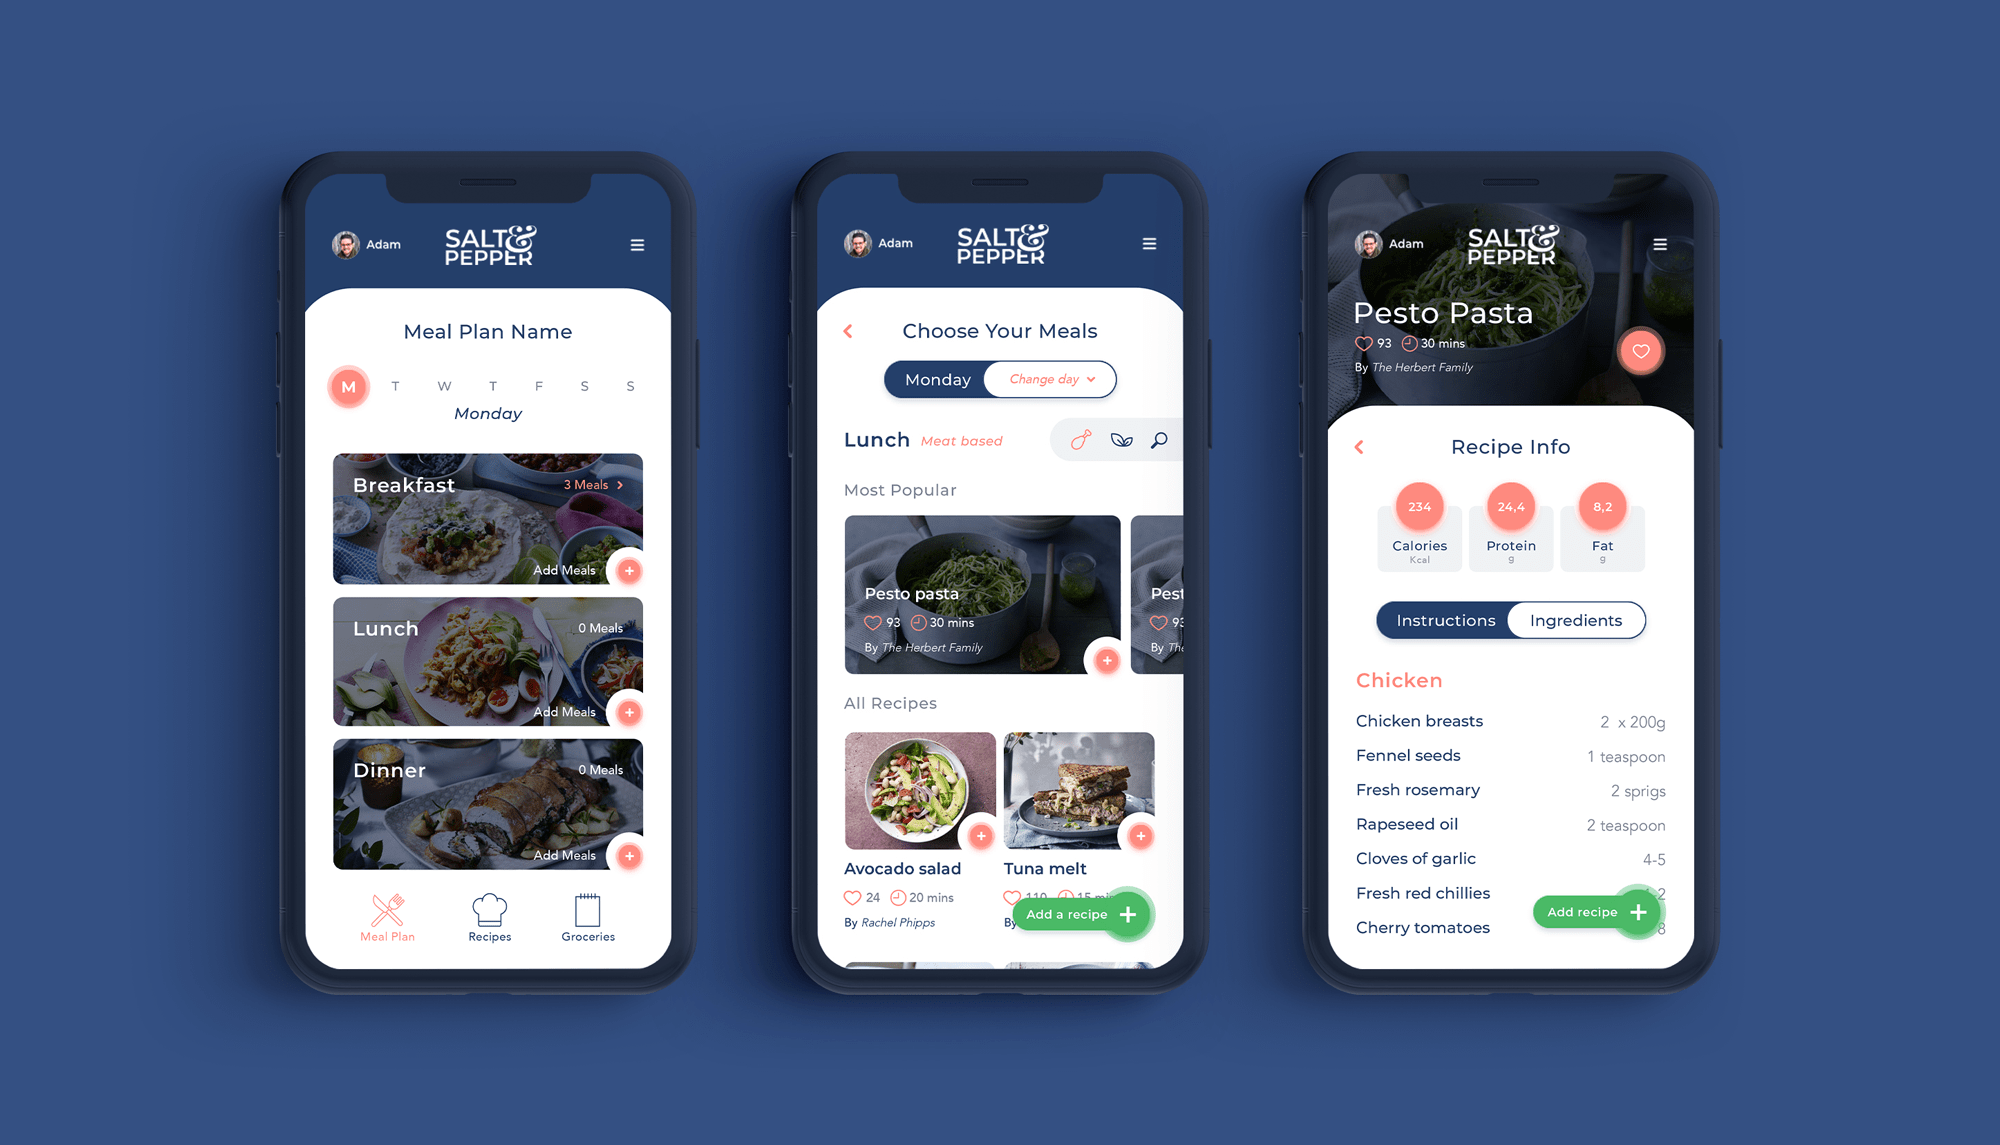 Adam
SALT&
PEPPER
Meal Plan Name
M T W T F S S
Monday
Breakfast 3 Meals
Add Meals
Lunch 0 Meals
Add Meals
Dinner 0 Meals
Add Meals
Meal Plan Recipes Groceries
Adam
SALT&
PEPPER
Choose Your Meals
Monday Change day
Lunch Meat based
Most Popular
Pesto pasta Pest
93 30 mins 93
By The Herbert Family By The
All Recipes
Avocado salad Tuna melt
24 20 mins 110 15 min
By Rachel Phipps By
Add a recipe
Adam
SALT&
PEPPER
Pesto Pasta
93 30 mins
By The Herbert Family
Recipe Info
234 24,4 8,2
Calories Protein Fat
Kcal g g
Instructions Ingredients
Chicken
Chicken breasts 2 x 200g
Fennel seeds 1 teaspoon
Fresh rosemary 2 sprigs
Rapeseed oil 2 teaspoon
Cloves of garlic 4-5
Fresh red chillies 1-2
Add recipe
Cherry tomatoes 8